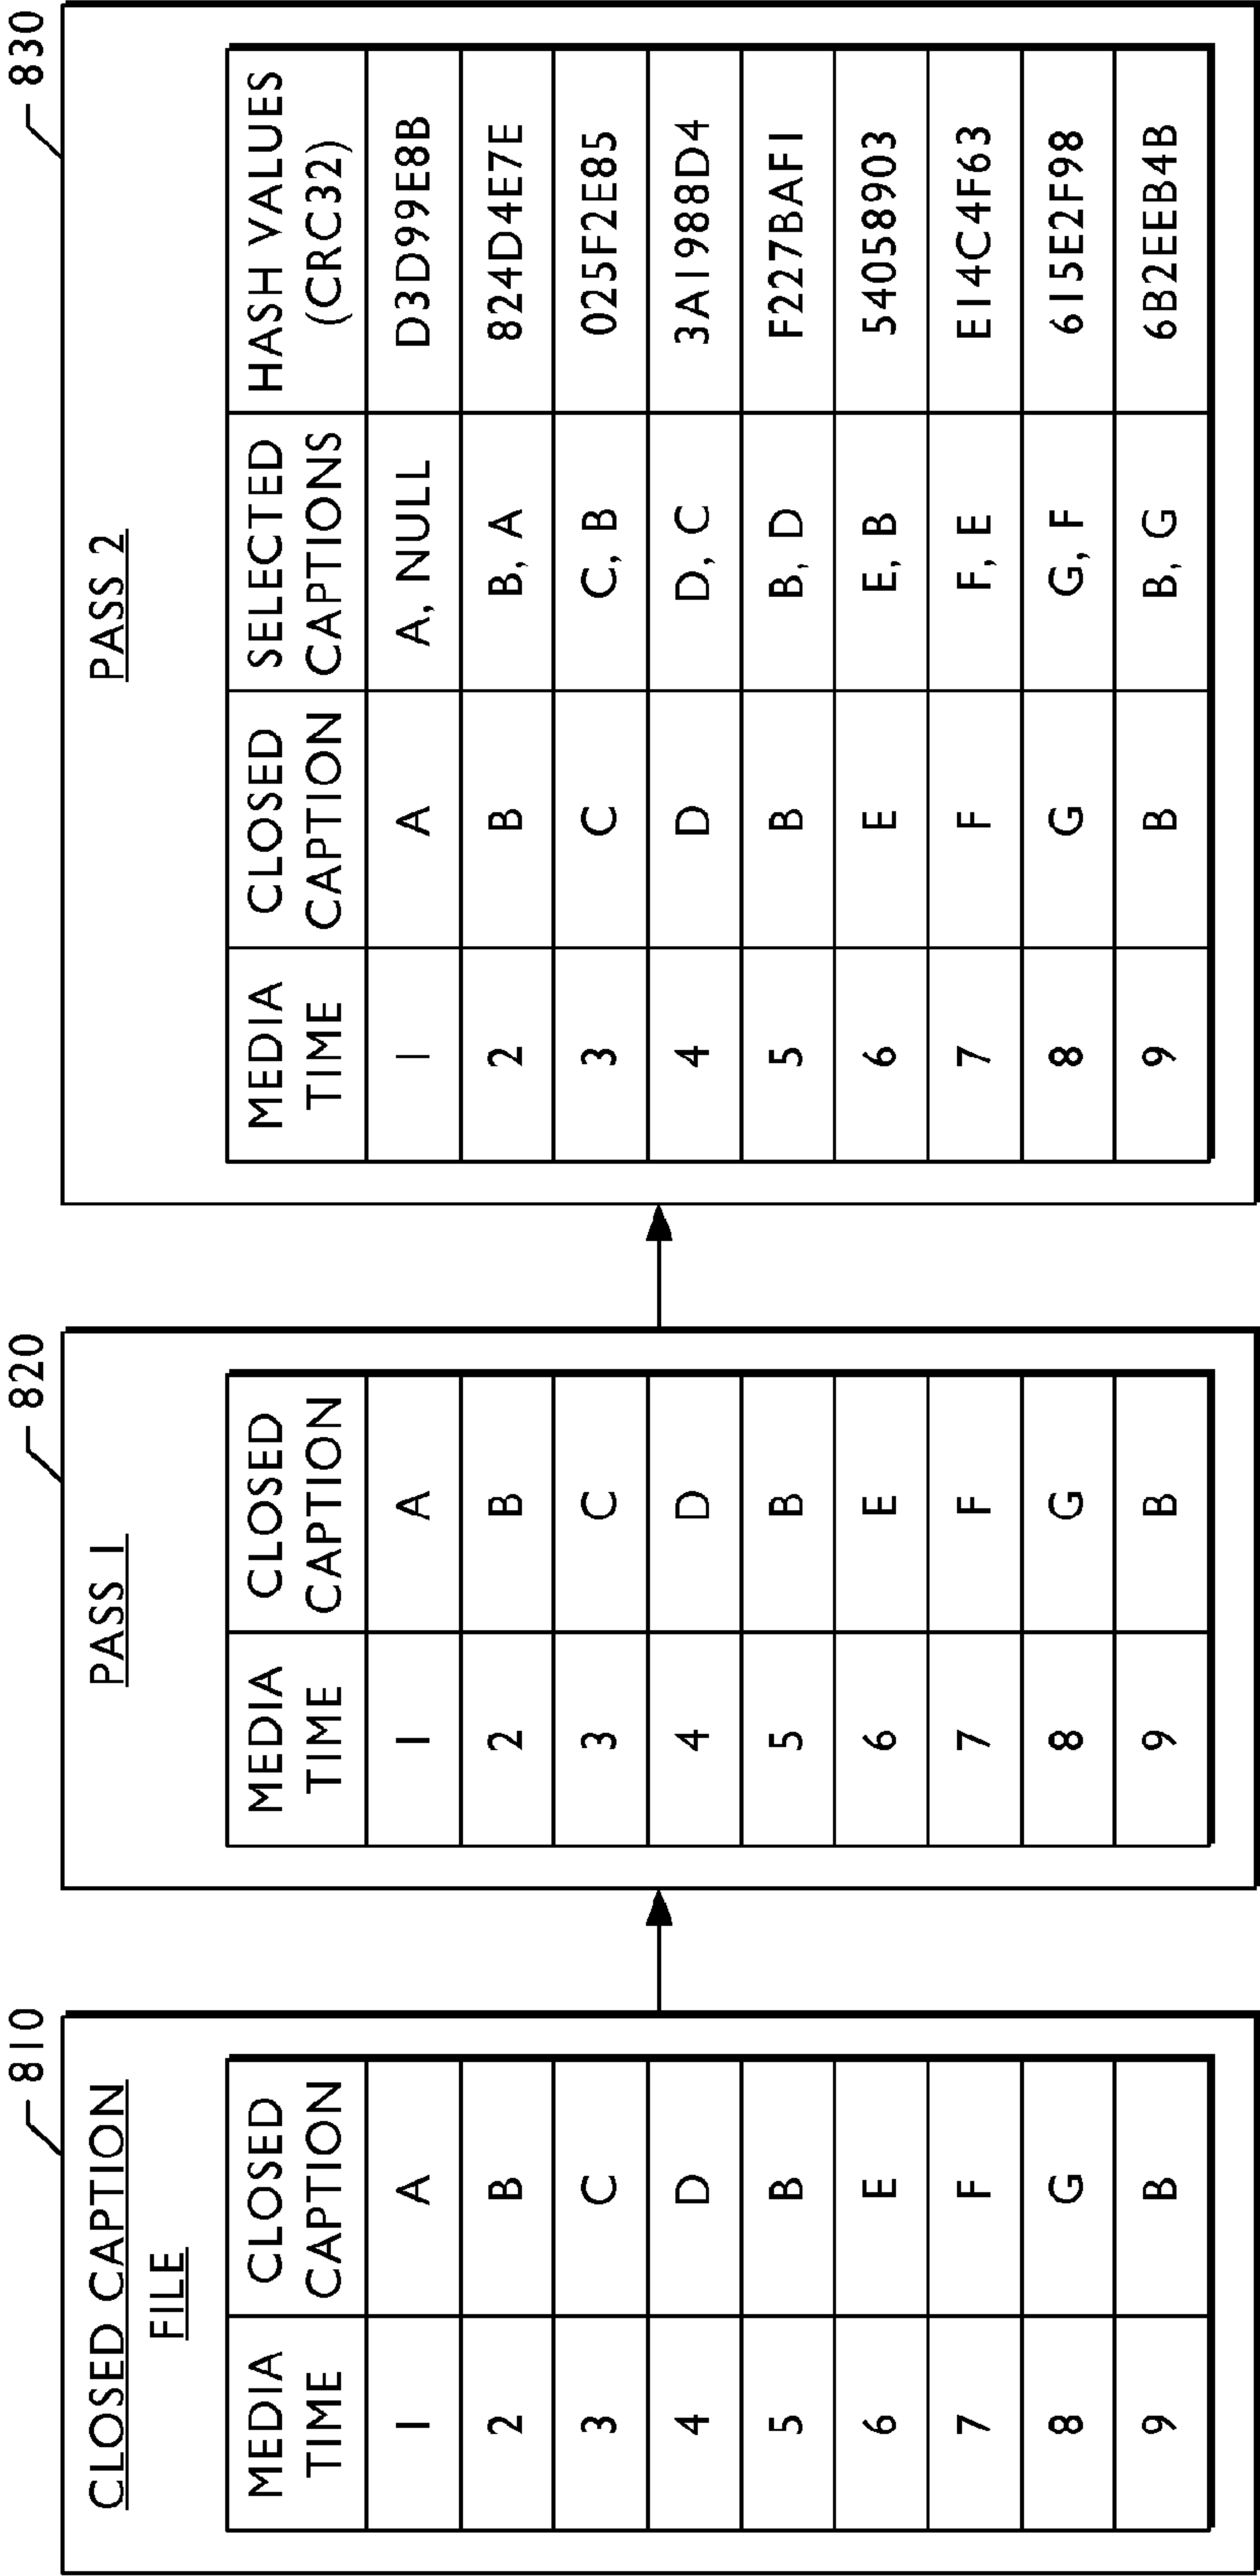 810
CLOSED CAPTION
FILE
MEDIA TIME CLOSED CAPTION
1 A
2 B
3 C
4 D
5 B
6 E
7 F
8 G
9 B
820
PASS 1
MEDIA TIME CLOSED CAPTION
1 A
2 B
3 C
4 D
5 B
6 E
7 F
8 G
9 B
830
PASS 2
MEDIA TIME CLOSED CAPTION SELECTED CAPTIONS HASH VALUES (CRC32)
1 A A, NULL D3D99E8B
2 B B, A 824D4E7E
3 C C, B 025F2E85
4 D D, C 3A1988D4
5 B B, D F227BAF1
6 E E, B 54058903
7 F F, E E14C4F63
8 G G, F 615E2F98
9 B B, G 6B2EEB4B